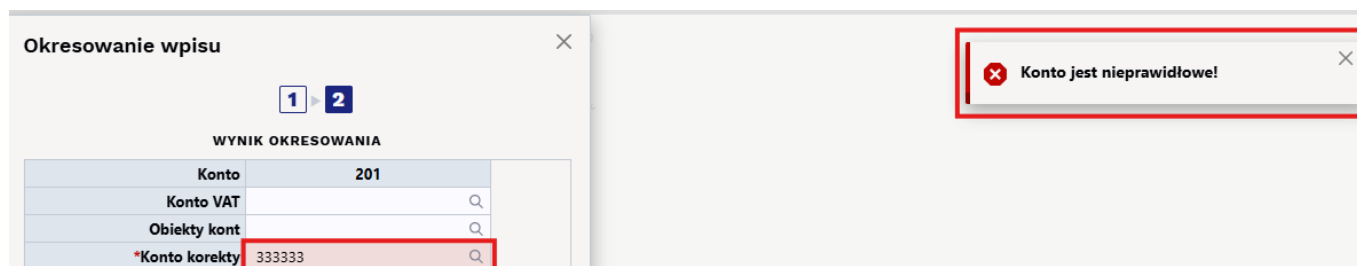 Okresowanie wpisu
Konto jest nieprawidłowe!
1 2
WYNIK OKRESOWANIA
Konto 201
Konto VAT
Obiekty kont
*Konto korekty 333333